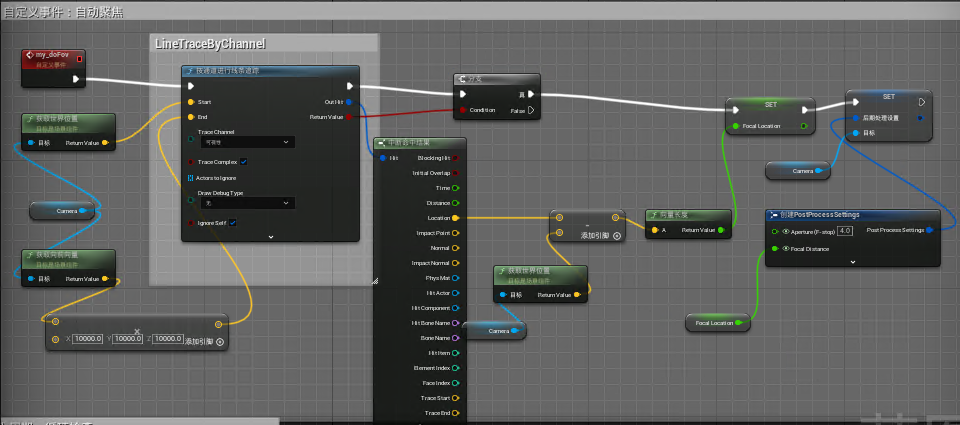 自定义事件：自动聚焦
LineTraceByChannel
my_doFov
自定义事件
按通道进行线条追踪
Start
End
Out Hit
Return Value
Trace Channel
可视性
Trace Complex
Actors to Ignore
Draw Debug Type
无
Ignore Self
获取世界位置
目标是场景组件
目标
Return Value
Camera
获取向前向量
目标是场景组件
目标
Return Value
X
X 10000.0 Y 10000.0 Z 10000.0
添加引脚
分支
Condition
真
False
中断命中结果
Hit
Blocking Hit
Initial Overlap
Time
Distance
Location
Impact Point
Normal
Impact Normal
Phys Mat
Hit Actor
Hit Component
Hit Bone Name
Bone Name
Hit Item
Element Index
Face Index
Trace Start
Trace End
-
添加引脚
获取世界位置
目标是场景组件
目标
Return Value
Camera
向量长度
A
Return Value
SET
Focal Location
SET
后期处理设置
目标
Camera
创建PostProcessSettings
Aperture (F-stop) 4.0
Focal Distance
Post Process Settings
Focal Location